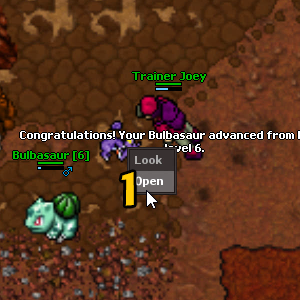 Trainer Joey
Congratulations! Your Bulbasaur advanced from l
level 6.
Bulbasaur [6]
Look
1
Open